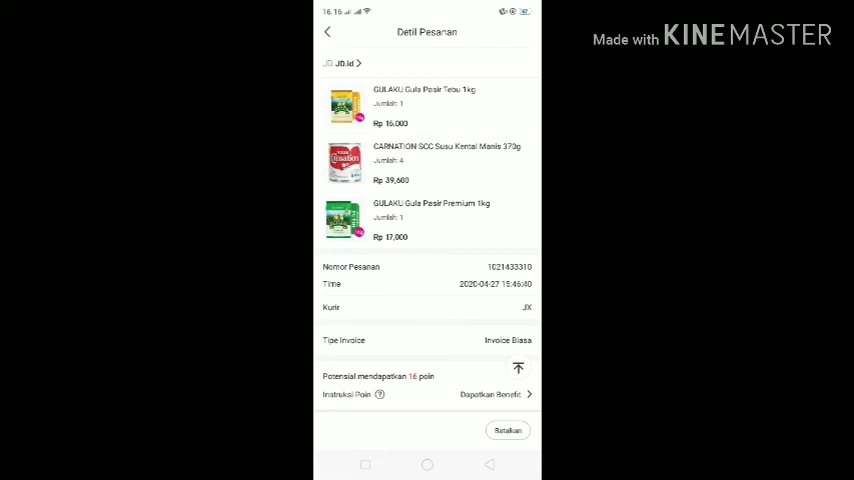 16.16
Detil Pesanan
Made with KINEMASTER
JD JD.id
GULAKU Gula Pasir Tebu 1kg
Jumlah: 1
Rp 16,000
CARNATION SCC Susu Kental Manis 370g
Jumlah: 4
Carnation
Rp 39,600
GULAKU Gula Pasir Premium 1kg
Jumlah: 1
Rp 17,000
Nomor Pesanan 1021433310
Time 2020-04-27 15:46:40
Kurir JX
Tipe Invoice Invoice Biasa
Potensial mendapatkan 16 poin
Instruksi Poin ? Dapatkan Benefit
Batalkan